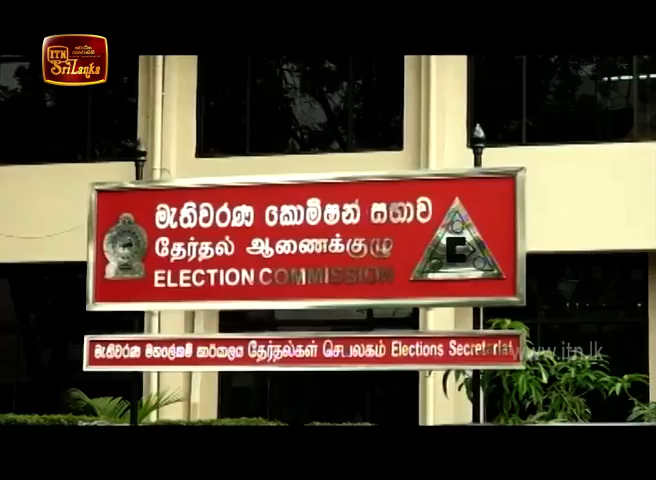 ITN
Sri Lanka
මැතිවරණ කොමිෂන් සභාව
தேர்தல் ஆணைக்குழு
ELECTION COMMISSION
මැතිවරණ මහලේකම් කාර්යාලය தேர்தல்கள் செயலகம் Elections Secretariat
www.itn.lk